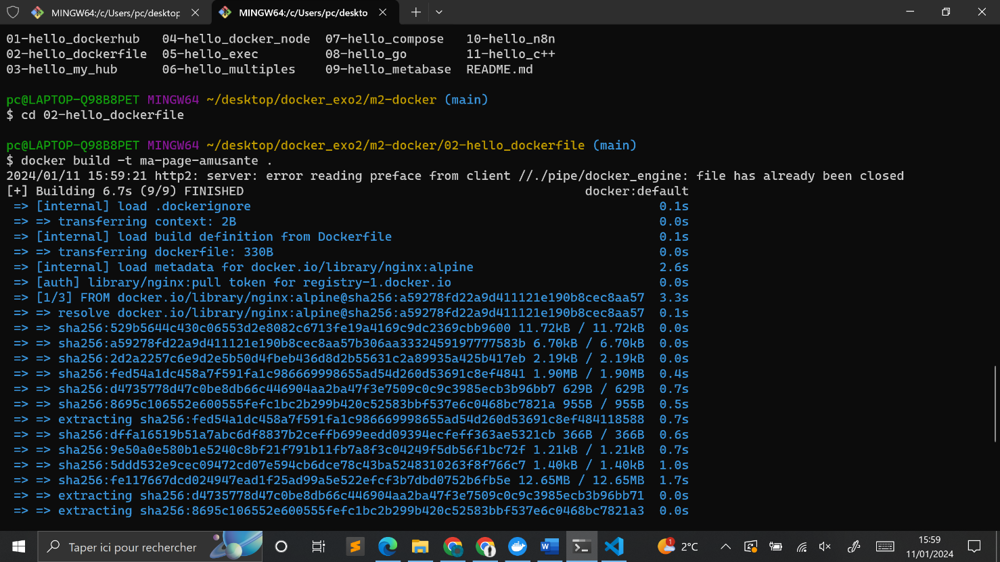 MINGW64:/c/Users/pc/desktop
MINGW64:/c/Users/pc/deskto
01-hello_dockerhub 04-hello_docker_node 07-hello_compose 10-hello_n8n
02-hello_dockerfile 05-hello_exec 08-hello_go 11-hello_c++
03-hello_my_hub 06-hello_multiples 09-hello_metabase README.md
pc@LAPTOP-Q98B8PET MINGW64 ~/desktop/docker_exo2/m2-docker (main)
$ cd 02-hello_dockerfile
pc@LAPTOP-Q98B8PET MINGW64 ~/desktop/docker_exo2/m2-docker/02-hello_dockerfile (main)
$ docker build -t ma-page-amusante .
2024/01/11 15:59:21 http2: server: error reading preface from client //./pipe/docker_engine: file has already been closed
[+] Building 6.7s (9/9) FINISHED docker:default
=> [internal] load .dockerignore 0.1s
=> => transferring context: 2B 0.0s
=> [internal] load build definition from Dockerfile 0.1s
=> => transferring dockerfile: 330B 0.0s
=> [internal] load metadata for docker.io/library/nginx:alpine 2.6s
=> [auth] library/nginx:pull token for registry-1.docker.io 0.0s
=> [1/3] FROM docker.io/library/nginx:alpine@sha256:a59278fd22a9d411121e190b8cec8aa57 3.3s
=> => resolve docker.io/library/nginx:alpine@sha256:a59278fd22a9d411121e190b8cec8aa57 0.1s
=> => sha256:529b5644c430c06553d2e8082c6713fe19a4169c9dc2369cbb9600 11.72kB / 11.72kB 0.0s
=> => sha256:a59278fd22a9d411121e190b8cec8aa57b306aa3332459197777583b 6.70kB / 6.70kB 0.0s
=> => sha256:2d2a2257c6e9d2e5b50d4fbeb436d8d2b55631c2a89935a425b417eb 2.19kB / 2.19kB 0.0s
=> => sha256:fed54a1dc458a7f591fa1c986669998655ad54d260d53691c8ef4841 1.90MB / 1.90MB 0.4s
=> => sha256:d4735778d47c0be8db66c446904aa2ba47f3e7509c0c9c3985ecb3b96bb7 629B / 629B 0.7s
=> => sha256:8695c106552e600555fefc1bc2b299b420c52583bbf537e6c0468bc7821a 955B / 955B 0.5s
=> => extracting sha256:fed54a1dc458a7f591fa1c986669998655ad54d260d53691c8ef484118588 0.7s
=> => sha256:dffa16519b51a7abc6df8837b2ceffb699eedd09394ecfeff363ae5321cb 366B / 366B 0.6s
=> => sha256:9e50a0e580b1e5240c8bf21f791b11fb7a8f3c04249f5db56f1bc72f 1.21kB / 1.21kB 0.7s
=> => sha256:5ddd532e9cec09472cd07e594cb6dce78c43ba5248310263f8f766c7 1.40kB / 1.40kB 1.0s
=> => sha256:fe117667dcd024947ead1f25ad99a5e522efcf3b7dbd0752b6fb5e 12.65MB / 12.65MB 1.7s
=> => extracting sha256:d4735778d47c0be8db66c446904aa2ba47f3e7509c0c9c3985ecb3b96bb71 0.0s
=> => extracting sha256:8695c106552e600555fefc1bc2b299b420c52583bbf537e6c0468bc7821a3 0.0s
Taper ici pour rechercher
1
2°C
15:59
11/01/2024